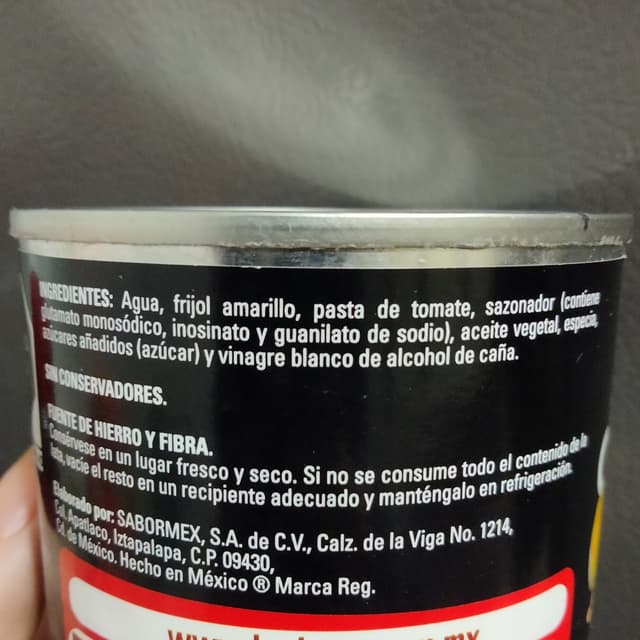 INGREDIENTES: Agua, frijol amarillo, pasta de tomate, sazonador (contiene
glutamato monosódico, inosinato y guanilato de sodio), aceite vegetal, especia,
azúcares añadidos (azúcar) y vinagre blanco de alcohol de caña.
SIN CONSERVADORES.
FUENTE DE HIERRO Y FIBRA.
Consérvese en un lugar fresco y seco. Si no se consume todo el contenido de la
lata, vacíe el resto en un recipiente adecuado y manténgalo en refrigeración.
Elaborado por: SABORMEX, S.A. de C.V., Calz. de la Viga No. 1214,
Col. Apatlaco, Iztapalapa, C.P. 09430,
Cd. de México. Hecho en México ® Marca Reg.